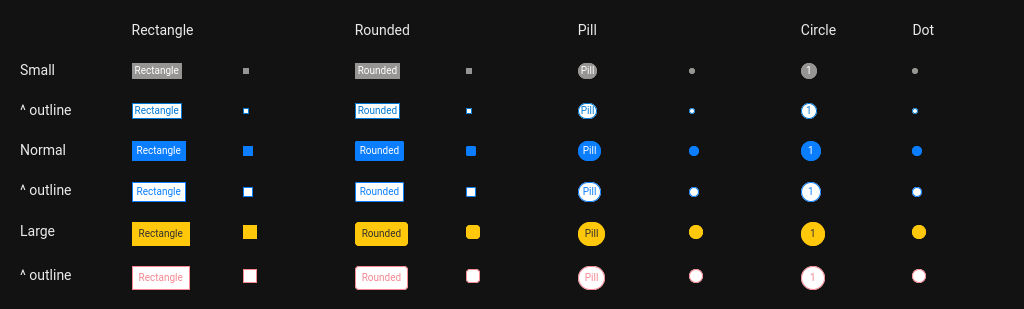 Rectangle Rounded Pill Circle Dot
Small Rectangle Rounded Pill 1
^ outline Rectangle Rounded Pill 1
Normal Rectangle Rounded Pill 1
^ outline Rectangle Rounded Pill 1
Large Rectangle Rounded Pill 1
^ outline Rectangle Rounded Pill 1